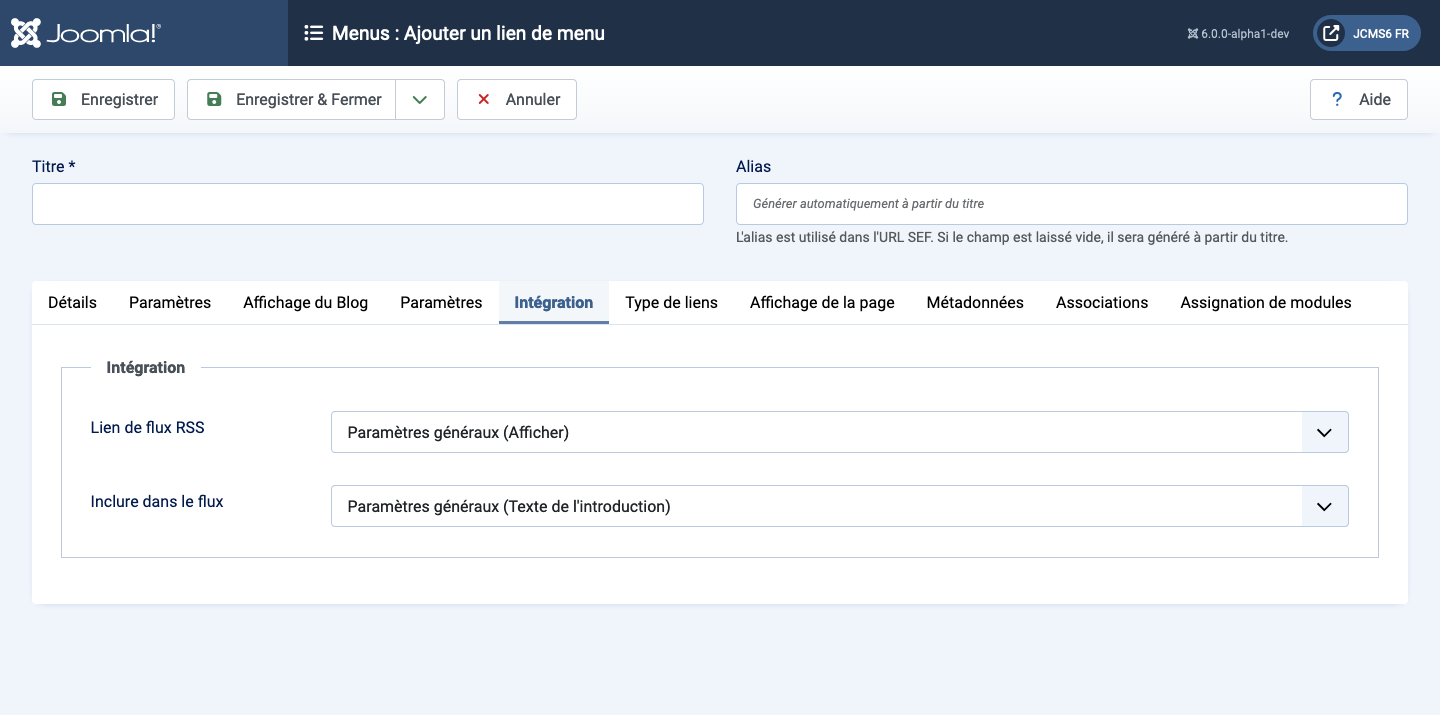 Joomla!®
Menus : Ajouter un lien de menu
6.0.0-alpha1-dev
JCMS6 FR
Enregistrer
Enregistrer & Fermer
Annuler
? Aide
Titre *
Alias
Générer automatiquement à partir du titre
L'alias est utilisé dans l'URL SEF. Si le champ est laissé vide, il sera généré à partir du titre.
Détails Paramètres Affichage du Blog Paramètres Intégration Type de liens Affichage de la page Métadonnées Associations Assignation de modules
Intégration
Lien de flux RSS
Paramètres généraux (Afficher)
Inclure dans le flux
Paramètres généraux (Texte de l'introduction)